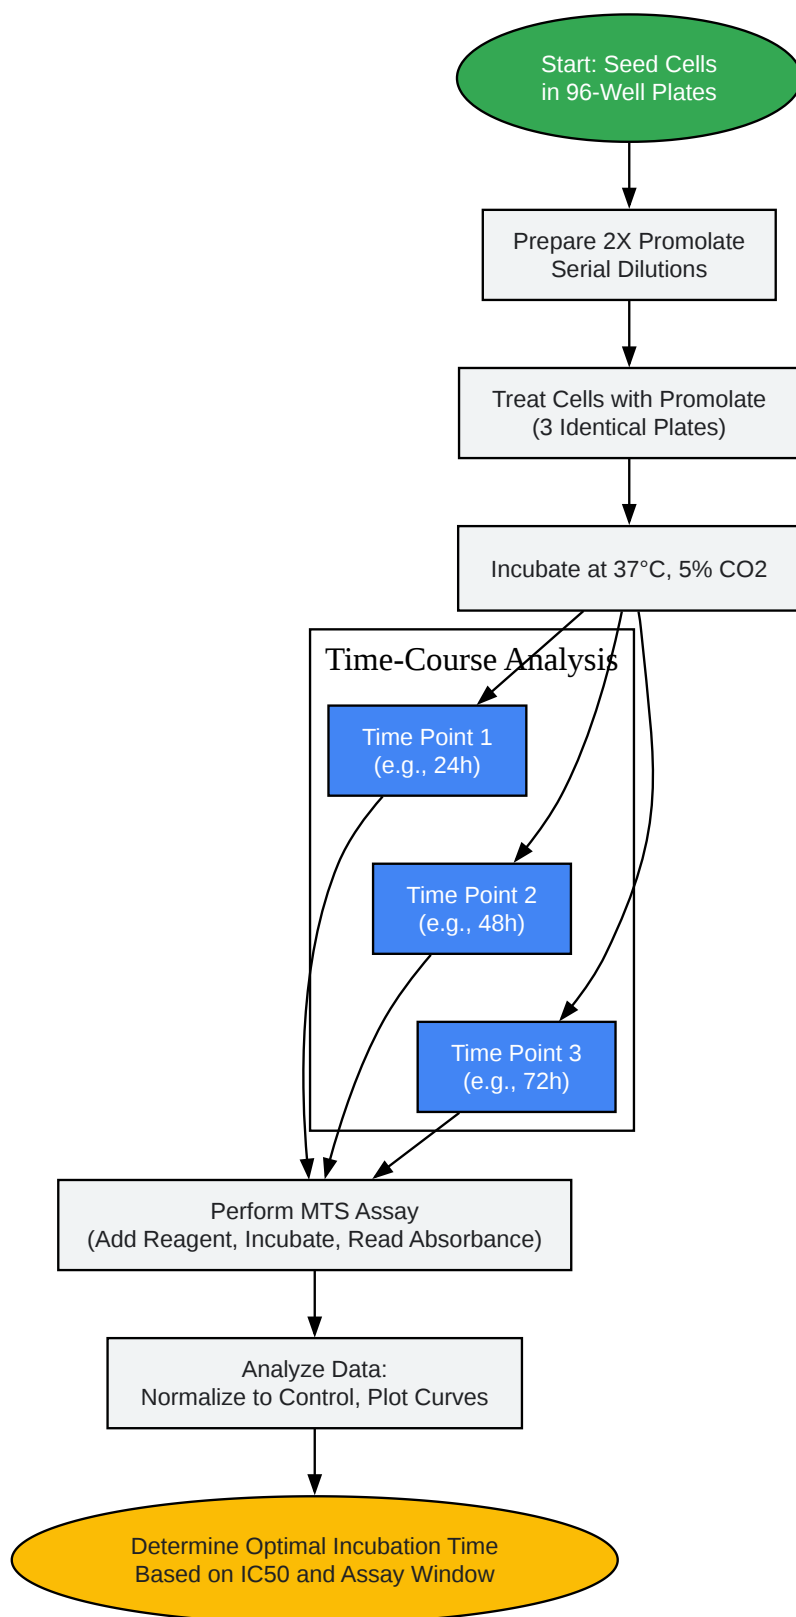 Start: Seed Cells
in 96-Well Plates
Prepare 2X Promolate
Serial Dilutions
Treat Cells with Promolate
(3 Identical Plates)
Incubate at 37°C, 5% CO2
Time-Course Analysis
Time Point 1
(e.g., 24h)
Time Point 2
(e.g., 48h)
Time Point 3
(e.g., 72h)
Perform MTS Assay
(Add Reagent, Incubate, Read Absorbance)
Analyze Data:
Normalize to Control, Plot Curves
Determine Optimal Incubation Time
Based on IC50 and Assay Window